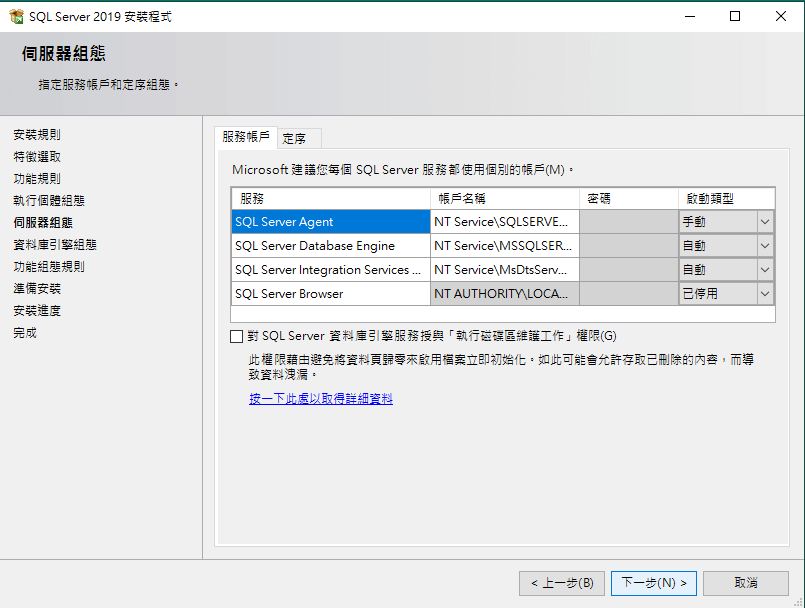 SQL Server 2019 安裝程式
伺服器組態
指定服務帳戶和定序組態。
安裝規則
特徵選取
功能規則
執行個體組態
伺服器組態
資料庫引擎組態
功能組態規則
準備安裝
安裝進度
完成
服務帳戶 定序
Microsoft 建議您每個 SQL Server 服務都使用個別的帳戶(M)。
服務 帳戶名稱 密碼 啟動類型
SQL Server Agent NT Service\SQLSERVE... 手動
SQL Server Database Engine NT Service\MSSQLSER... 自動
SQL Server Integration Services ... NT Service\MsDtsServ... 自動
SQL Server Browser NT AUTHORITY\LOCA... 已停用
對 SQL Server 資料庫引擎服務授與「執行磁碟區維護工作」權限(G)
此權限藉由避免將資料頁歸零來啟用檔案立即初始化。如此可能會允許存取已刪除的內容，而導
致資料洩漏。
按一下此處以取得詳細資料
< 上一步(B) 下一步(N) > 取消